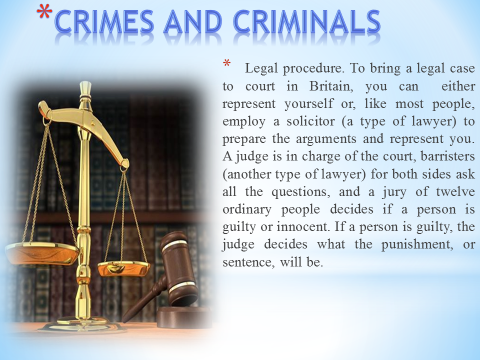 *CRIMES AND CRIMINALS
* Legal procedure. To bring a legal case
to court in Britain, you can either
represent yourself or, like most people,
employ a solicitor (a type of lawyer) to
prepare the arguments and represent you.
A judge is in charge of the court, barristers
(another type of lawyer) for both sides ask
all the questions, and a jury of twelve
ordinary people decides if a person is
guilty or innocent. If a person is guilty, the
judge decides what the punishment, or
sentence, will be.